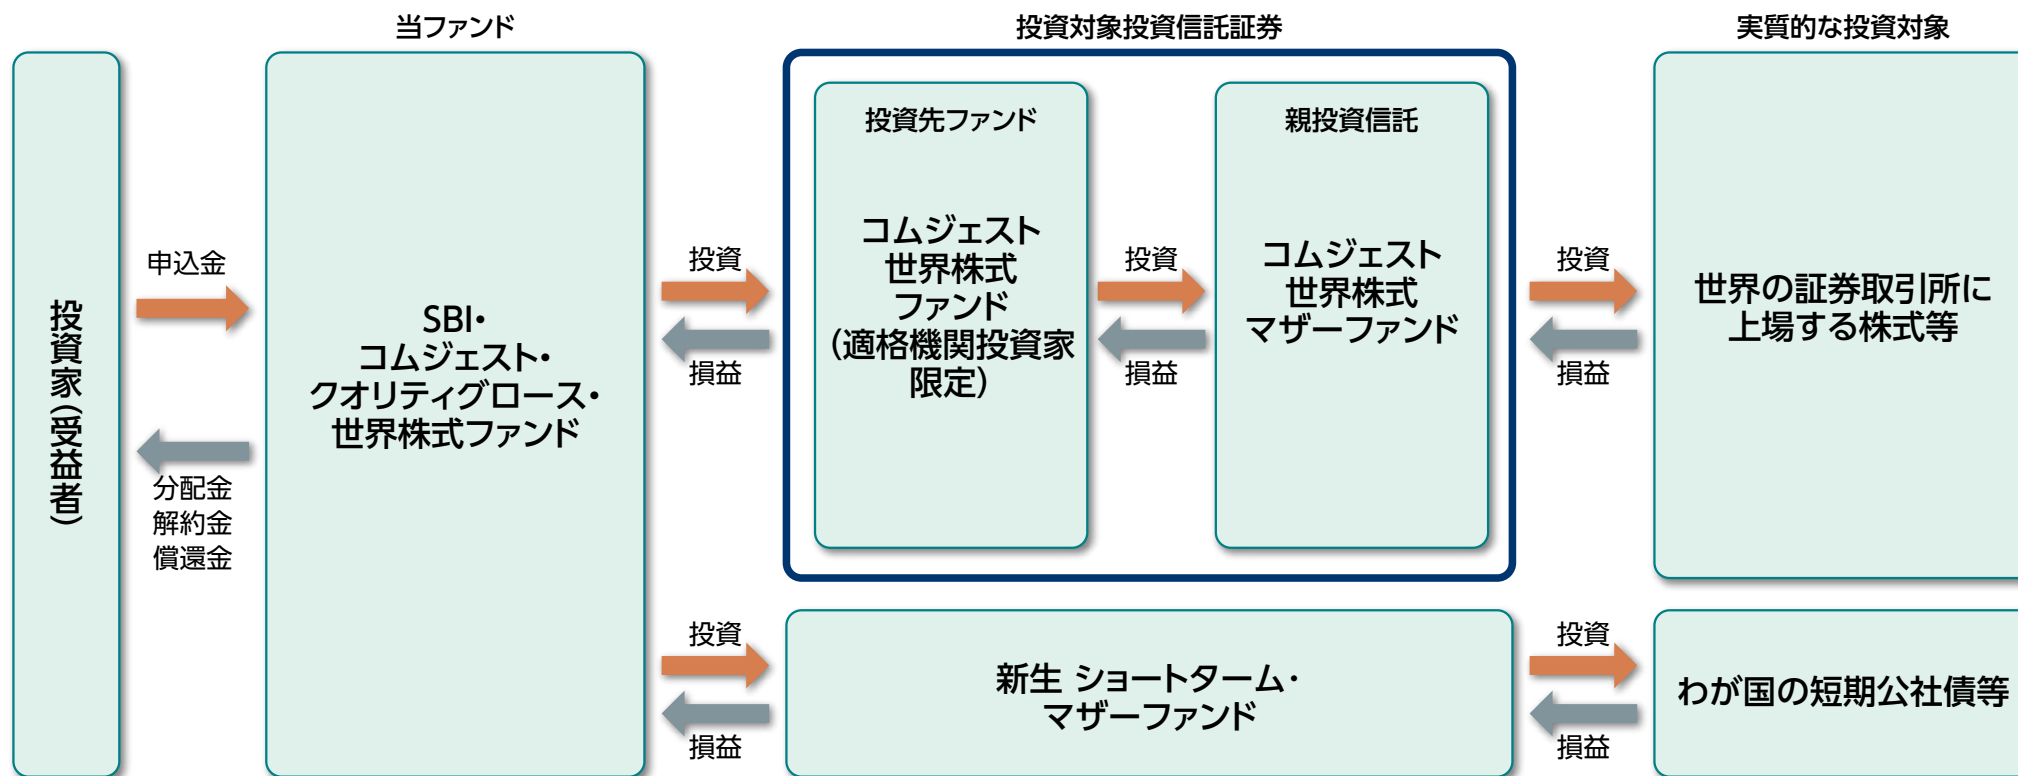 当ファンド
投資対象投資信託証券
実質的な投資対象
投資家(受益者)
申込金
分配金
解約金
償還金
SBI・
コムジェスト・
クオリティグロース・
世界株式ファンド
投資
損益
投資先ファンド
コムジェスト
世界株式
ファンド
(適格機関投資家
限定)
投資
損益
親投資信託
コムジェスト
世界株式
マザーファンド
投資
損益
世界の証券取引所に
上場する株式等
投資
損益
新生 ショートターム・
マザーファンド
投資
損益
わが国の短期公社債等